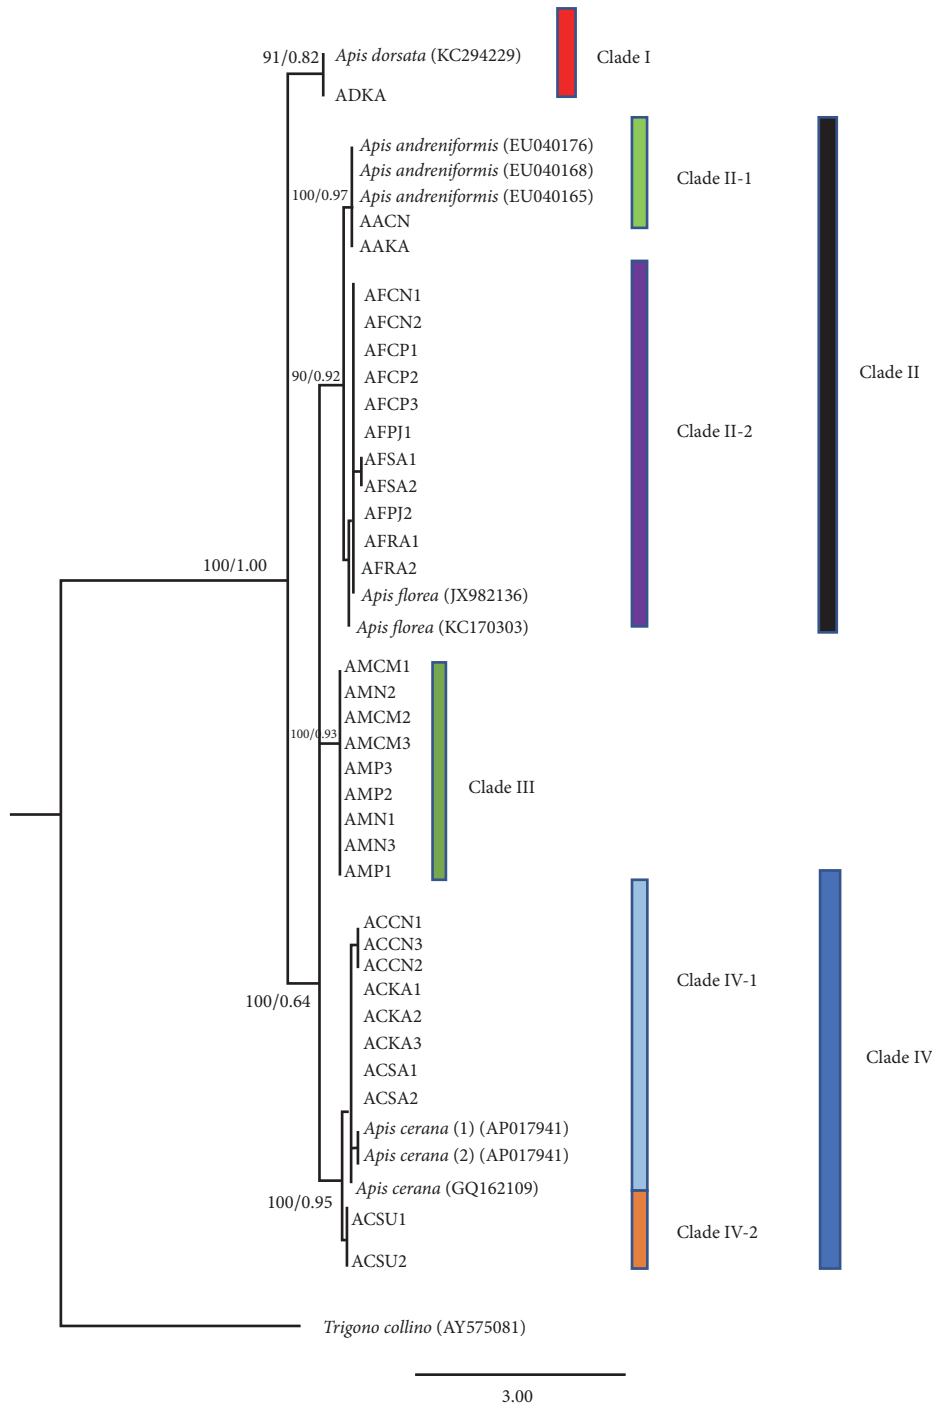 91/0.82
Apis dorsata (KC294229)
Clade I
ADKA
Apis andreniformis (EU040176)
Apis andreniformis (EU040168)
Clade II-1
100/0.97
Apis andreniformis (EU040165)
AACN
AAKA
AFCN1
AFCN2
AFCP1
Clade II
90/0.92
AFCP2
AFCP3
AFPJ1
Clade II-2
AFSA1
AFSA2
AFPJ2
AFRA1
100/1.00
AFRA2
Apis florea (JX982136)
Apis florea (KC170303)
AMCM1
AMN2
AMCM2
100/0.93
AMCM3
AMP3
Clade III
AMP2
AMN1
AMN3
AMP1
ACCN1
ACCN3
ACCN2
Clade IV-1
ACKA1
100/0.64
ACKA2
ACKA3
Clade IV
ACSA1
ACSA2
Apis cerana (1) (AP017941)
Apis cerana (2) (AP017941)
Apis cerana (GQ162109)
100/0.95
ACSU1
Clade IV-2
ACSU2
Trigono collino (AY575081)
3.00